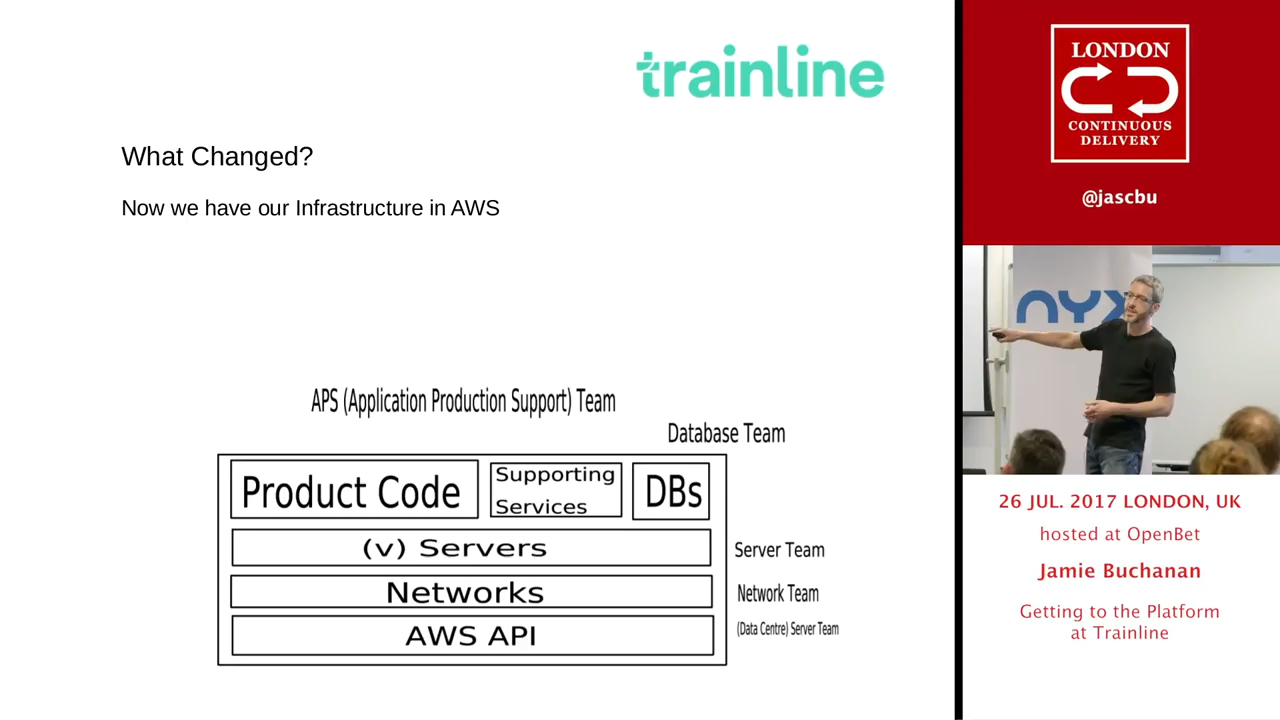 trainline
What Changed?
Now we have our Infrastructure in AWS
APS (Application Production Support) Team
Database Team
Product Code
Supporting
Services
DBs
(v) Servers
Server Team
Networks
Network Team
AWS API
(Data Centre) Server Team
LONDON
CONTINUOUS
DELIVERY
@jascbu
NYX
26 JUL. 2017 LONDON, UK
hosted at OpenBet
Jamie Buchanan
Getting to the Platform
at Trainline